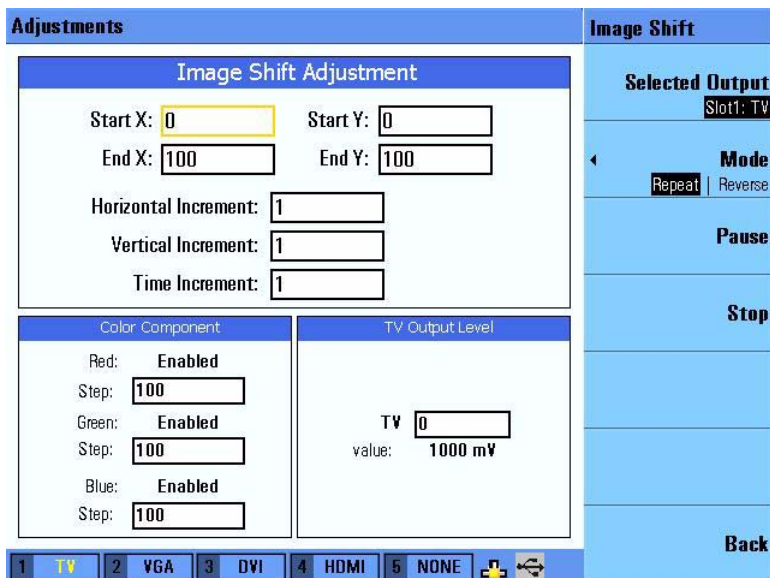 Adjustments
Image Shift Adjustment
Start X: 0 Start Y: 0
End X: 100 End Y: 100
Horizontal Increment: 1
Vertical Increment: 1
Time Increment: 1
Color Component
Red: Enabled
Step: 100
Green: Enabled
Step: 100
Blue: Enabled
Step: 100
TV Output Level
TV 0
value: 1000 mV
1 TV 2 VGA 3 DVI 4 HDMI 5 NONE
Image Shift
Selected Output
Slot1: TV
Mode
Repeat | Reverse
Pause
Stop
Back